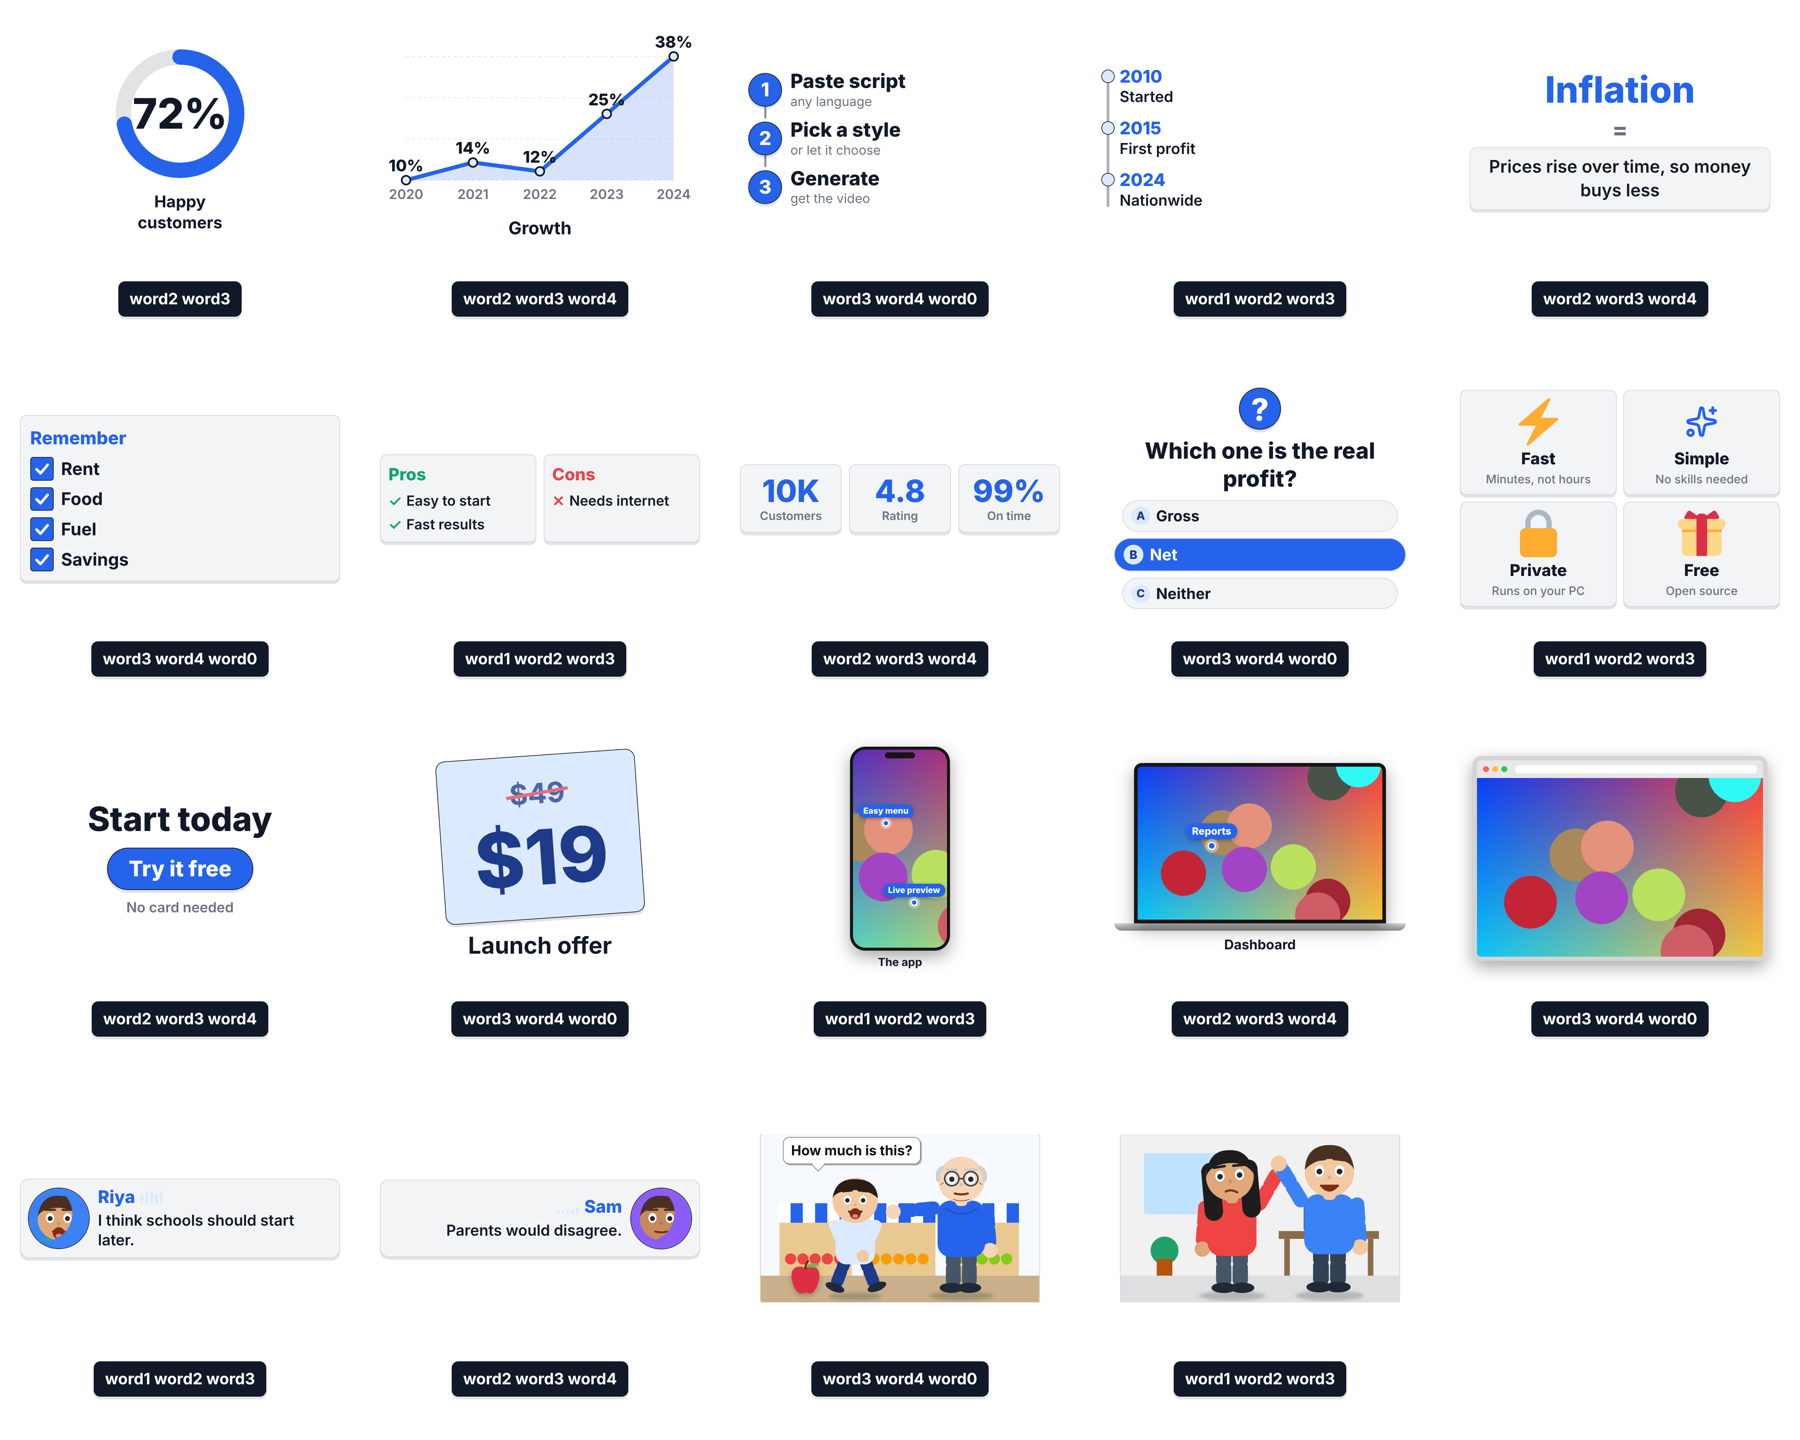 72%
Happy
customers
word2 word3
38%
25%
14%
12%
10%
2020 2021 2022 2023 2024
Growth
word2 word3 word4
1 Paste script
any language
2 Pick a style
or let it choose
3 Generate
get the video
word3 word4 word0
2010
Started
2015
First profit
2024
Nationwide
word1 word2 word3
Inflation
=
Prices rise over time, so money
buys less
word2 word3 word4
Remember
Rent
Food
Fuel
Savings
word3 word4 word0
Pros
Easy to start
Fast results
Cons
Needs internet
word1 word2 word3
10K
Customers
4.8
Rating
99%
On time
word2 word3 word4
?
Which one is the real
profit?
A Gross
B Net
C Neither
word3 word4 word0
Fast
Minutes, not hours
Simple
No skills needed
Private
Runs on your PC
Free
Open source
word1 word2 word3
Start today
Try it free
No card needed
word2 word3 word4
$49
$19
Launch offer
word3 word4 word0
Easy menu
Live preview
The app
word1 word2 word3
Reports
Dashboard
word2 word3 word4
word3 word4 word0
Riya
I think schools should start
later.
word1 word2 word3
Sam
Parents would disagree.
word2 word3 word4
How much is this?
word3 word4 word0
word1 word2 word3